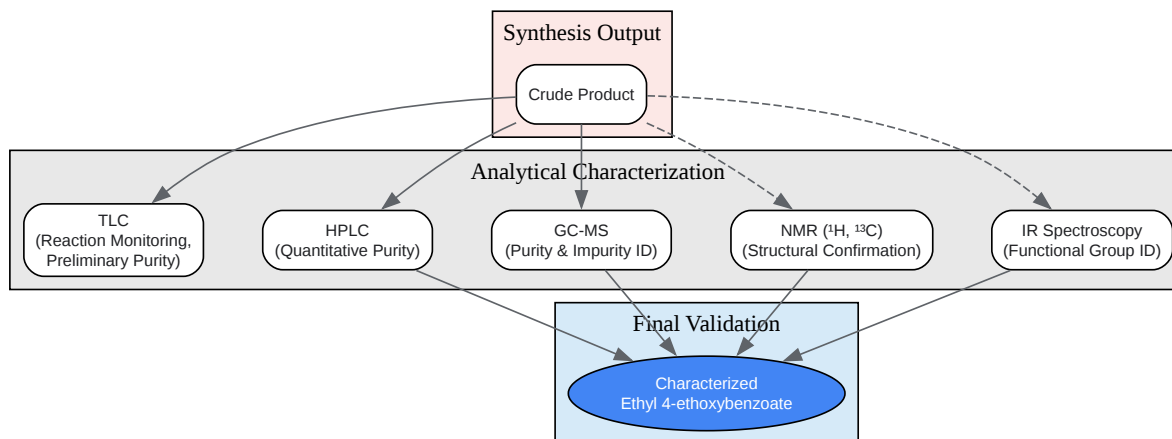 Synthesis Output
Crude Product
Analytical Characterization
TLC
(Reaction Monitoring,
Preliminary Purity)
HPLC
(Quantitative Purity)
GC-MS
(Purity & Impurity ID)
NMR (¹H, ¹³C)
(Structural Confirmation)
IR Spectroscopy
(Functional Group ID)
Final Validation
Characterized
Ethyl 4-ethoxybenzoate